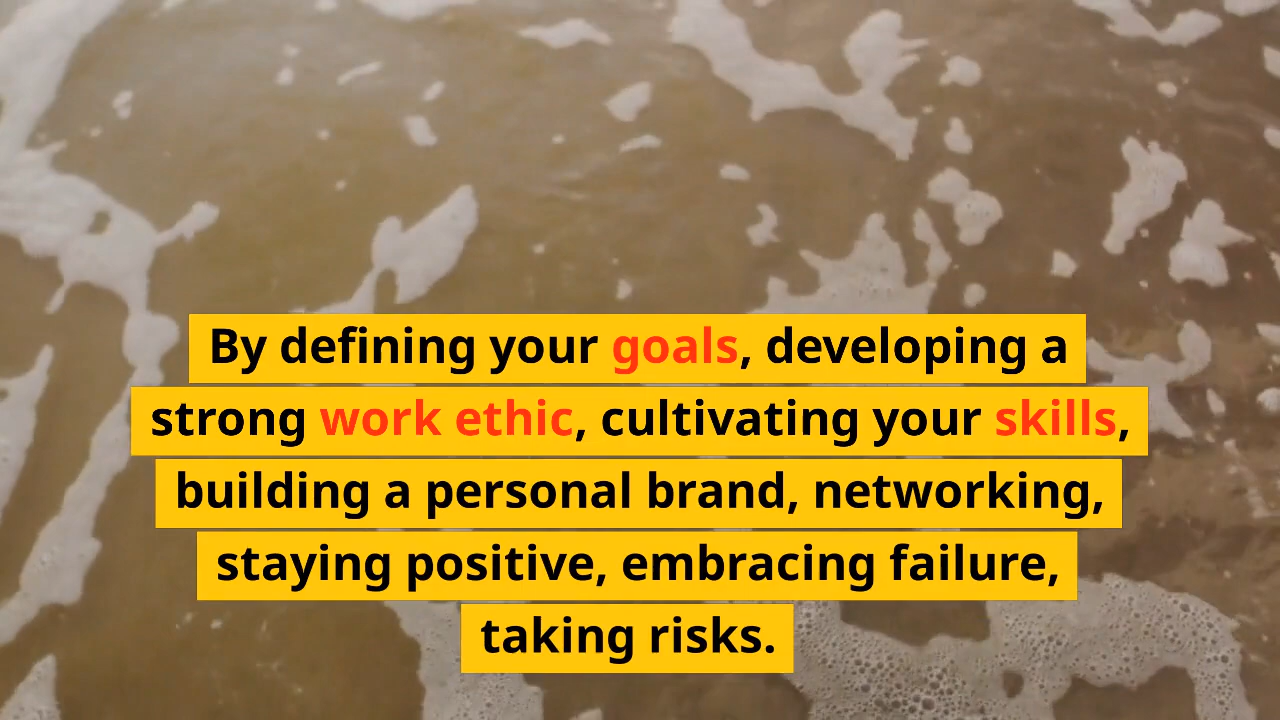 By defining your goals, developing a
strong work ethic, cultivating your skills,
building a personal brand, networking,
staying positive, embracing failure,
taking risks.